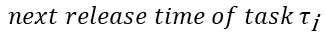 next release time of task τᵢ